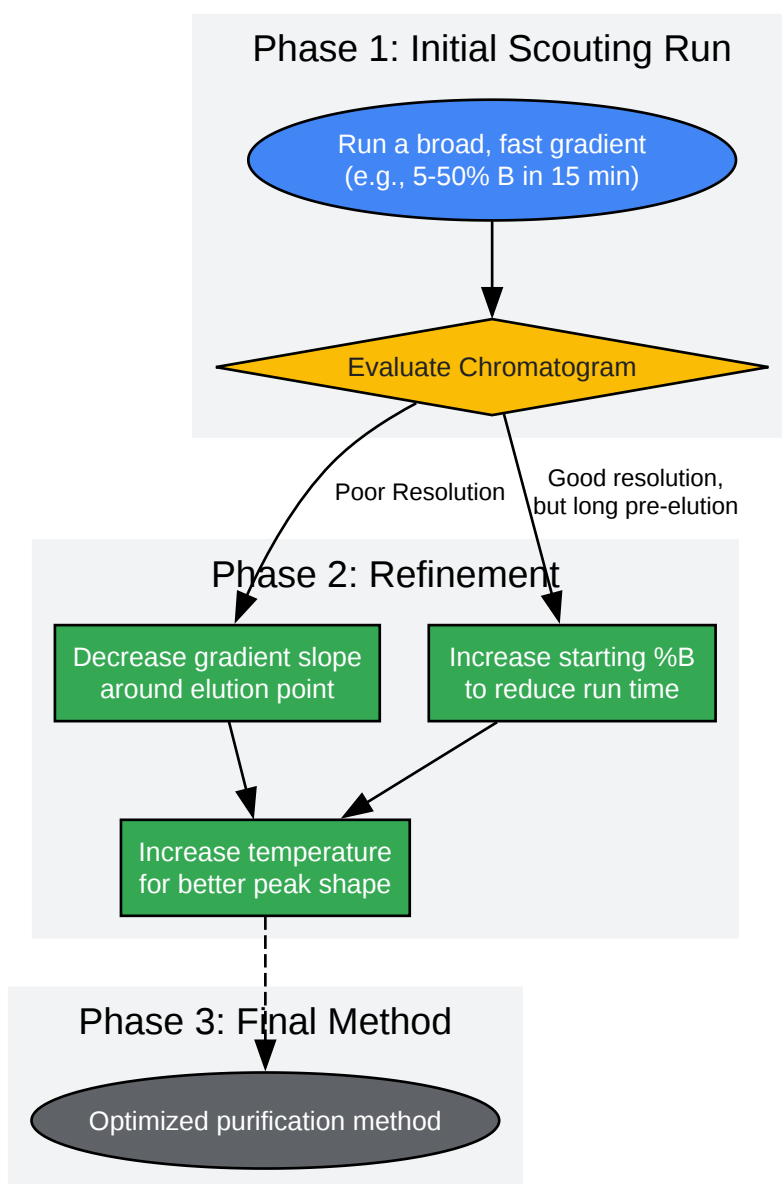 Phase 1: Initial Scouting Run
Run a broad, fast gradient
(e.g., 5-50% B in 15 min)
Evaluate Chromatogram
Poor Resolution
Good resolution,
but long pre-elution
Phase 2: Refinement
Decrease gradient slope
around elution point
Increase starting %B
to reduce run time
Increase temperature
for better peak shape
Phase 3: Final Method
Optimized purification method